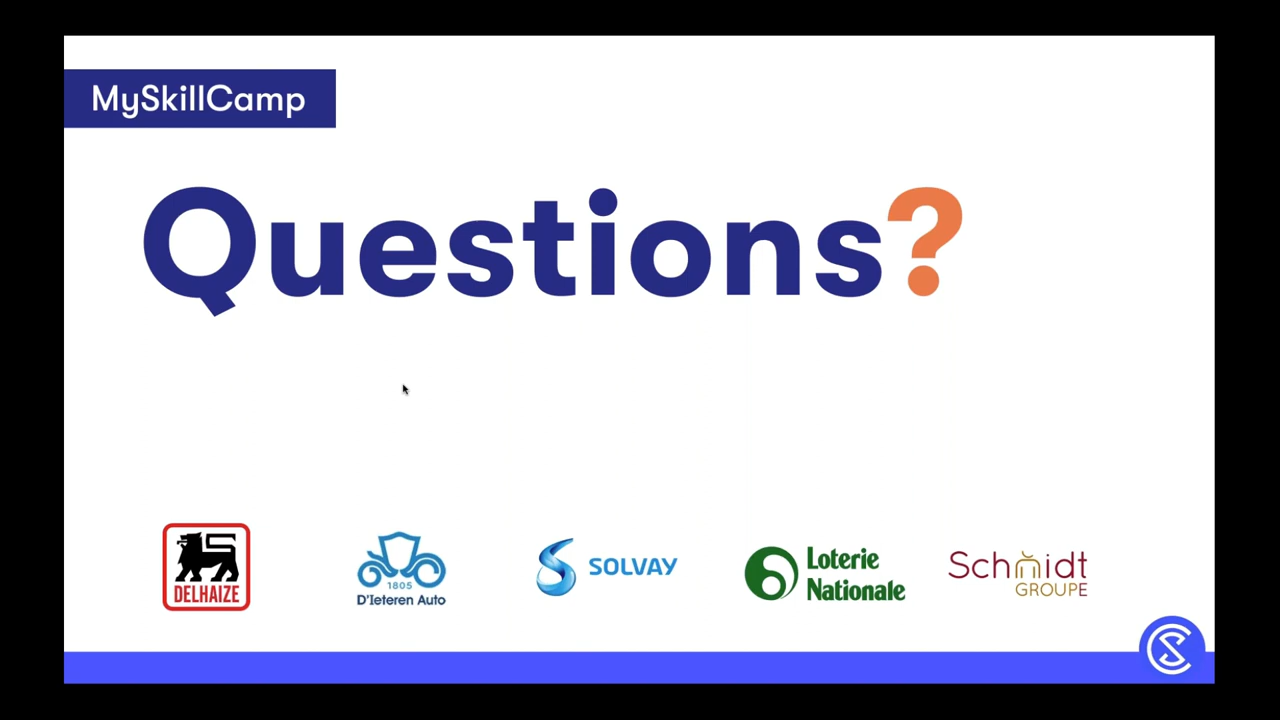 MySkillCamp
Questions?
DELHAIZE
1805
D'Ieteren Auto
SOLVAY
Loterie
Nationale
Schmidt
GROUPE